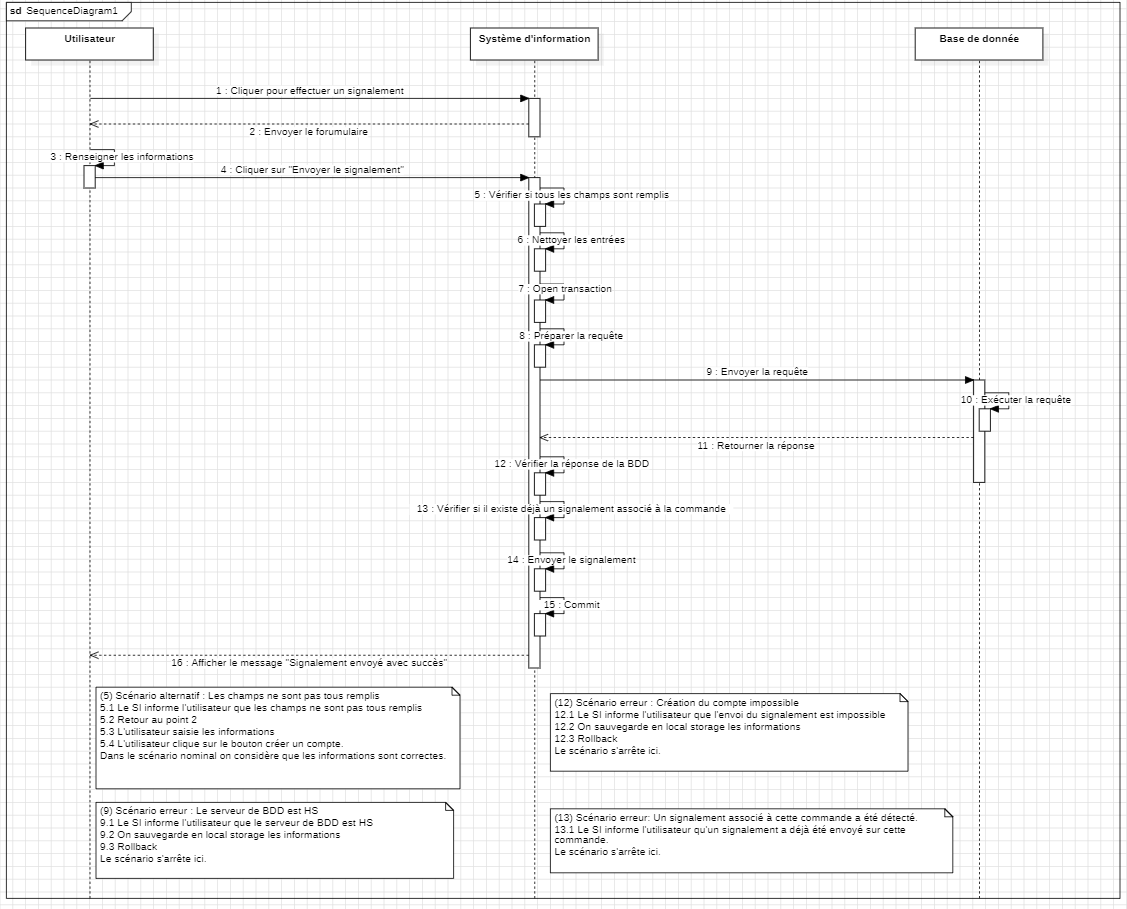 sd SequenceDiagram1
Utilisateur
Système d'information
Base de donnée
1 : Cliquer pour effectuer un signalement
2 : Envoyer le forumulaire
3 : Renseigner les informations
4 : Cliquer sur "Envoyer le signalement"
5 : Vérifier si tous les champs sont remplis
6 : Nettoyer les entrées
7 : Open transaction
8 : Préparer la requête
9 : Envoyer la requête
10 : Exécuter la requête
11 : Retourner la réponse
12 : Vérifier la réponse de la BDD
13 : Vérifier si il existe déjà un signalement associé à la commande
14 : Envoyer le signalement
15 : Commit
16 : Afficher le message "Signalement envoyé avec succès"
(5) Scénario alternatif : Les champs ne sont pas tous remplis
5.1 Le SI informe l'utilisateur que les champs ne sont pas tous remplis
5.2 Retour au point 2
5.3 L'utilisateur saisie les informations
5.4 L'utilisateur clique sur le bouton créer un compte.
Dans le scénario nominal on considère que les informations sont correctes.
(12) Scénario erreur : Création du compte impossible
12.1 Le SI informe l'utilisateur que l'envoi du signalement est impossible
12.2 On sauvegarde en local storage les informations
12.3 Rollback
Le scénario s'arrête ici.
(9) Scénario erreur : Le serveur de BDD est HS
9.1 Le SI informe l'utilisateur que le serveur de BDD est HS
9.2 On sauvegarde en local storage les informations
9.3 Rollback
Le scénario s'arrête ici.
(13) Scénario erreur: Un signalement associé à cette commande a été détecté.
13.1 Le SI informe l'utilisateur qu'un signalement a déjà été envoyé sur cette
commande.
Le scénario s'arrête ici.